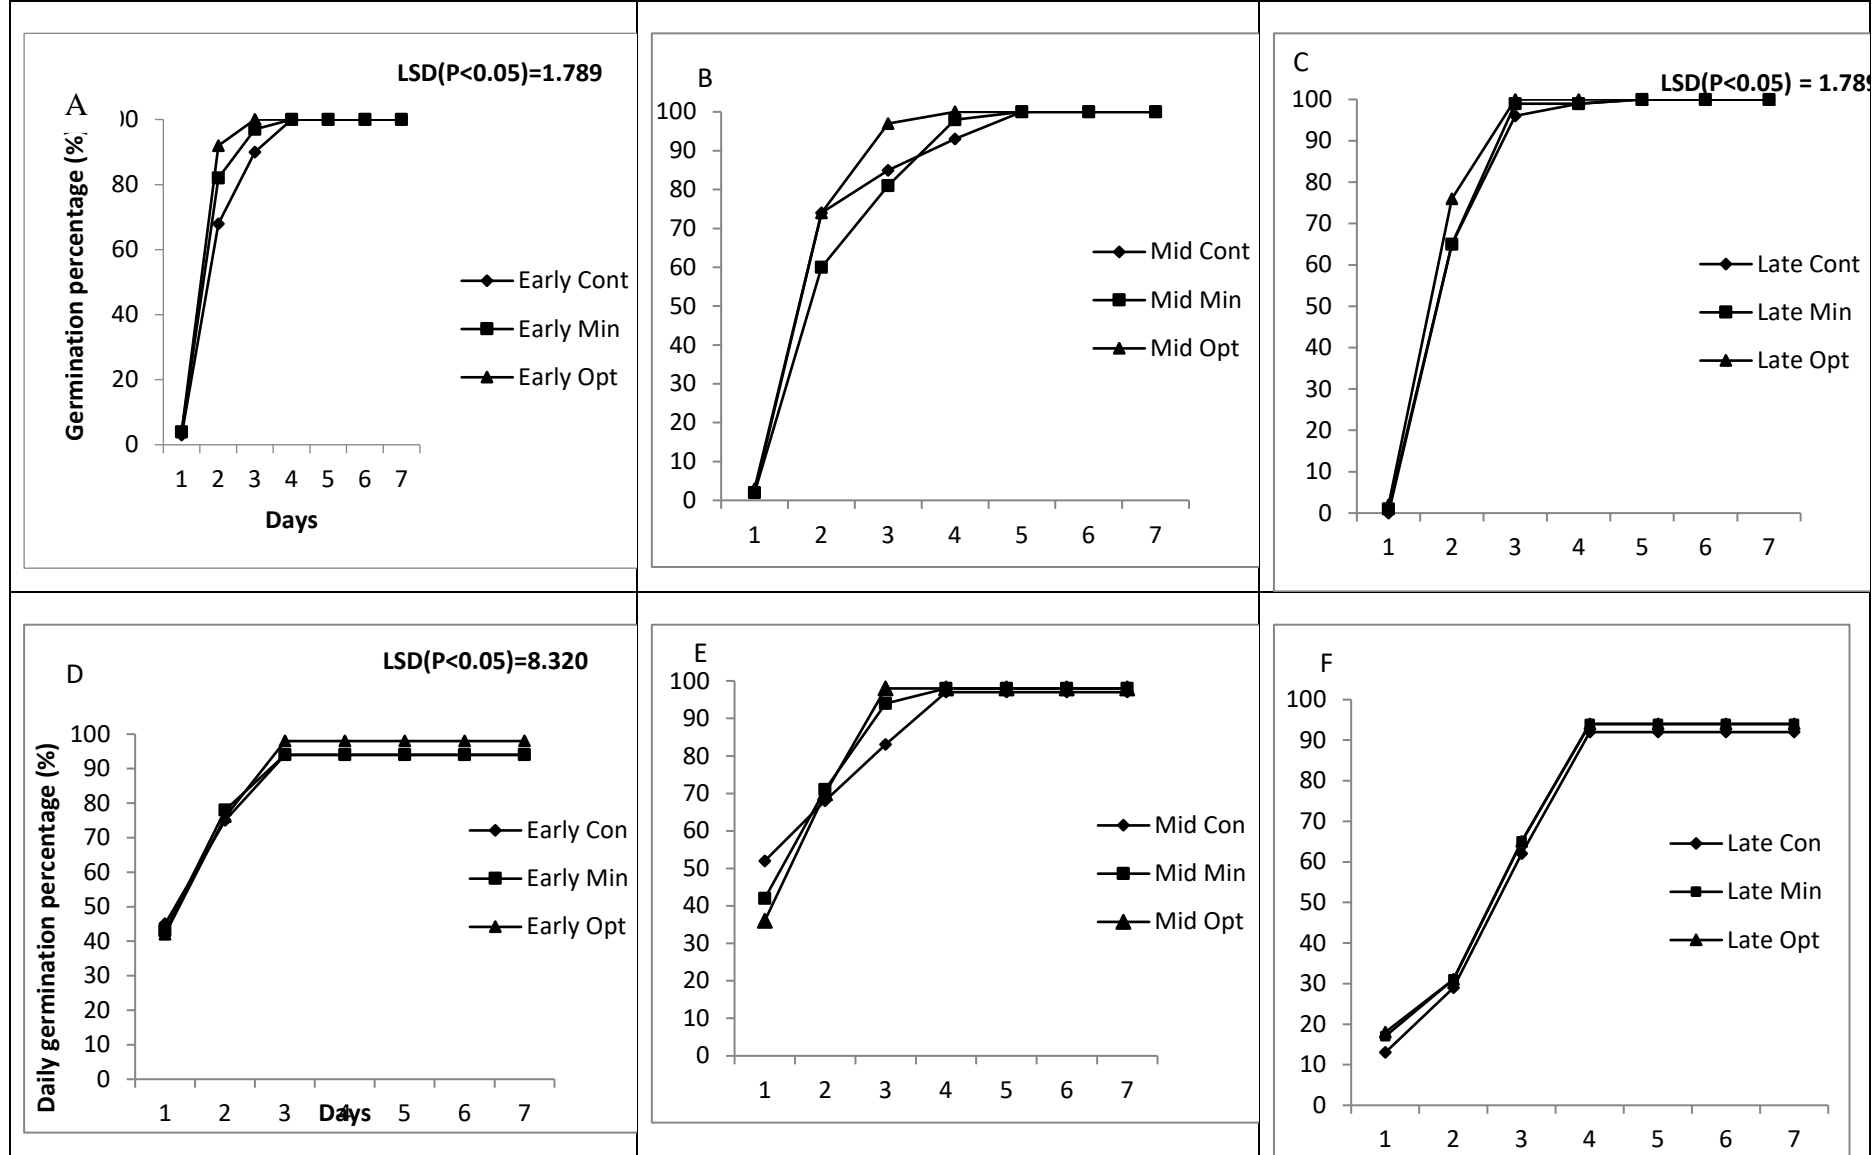 A
LSD(P<0.05)=1.789
Germination percentage (%)
00
80
60
40
20
0
1 2 3 4 5 6 7
Days
Early Cont
Early Min
Early Opt
B
100
90
80
70
60
50
40
30
20
10
0
1 2 3 4 5 6 7
Mid Cont
Mid Min
Mid Opt
C
LSD(P<0.05) = 1.789
100
90
80
70
60
50
40
30
20
10
0
1 2 3 4 5 6 7
Late Cont
Late Min
Late Opt
D
LSD(P<0.05)=8.320
Daily germination percentage (%)
100
90
80
70
60
50
40
30
20
10
0
1 2 3 4 5 6 7
Days
Early Con
Early Min
Early Opt
E
100
90
80
70
60
50
40
30
20
10
0
1 2 3 4 5 6 7
Mid Con
Mid Min
Mid Opt
F
100
90
80
70
60
50
40
30
20
10
0
1 2 3 4 5 6 7
Late Con
Late Min
Late Opt